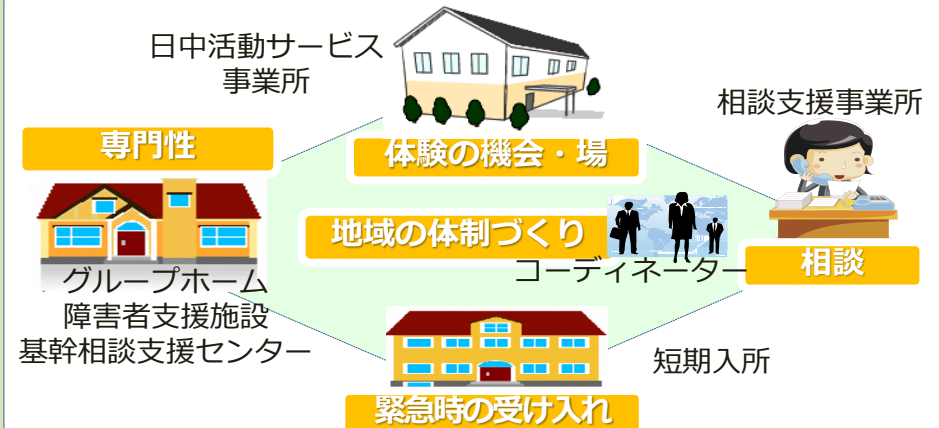 日中活動サービス
事業所
相談支援事業所
専門性
体験の機会・場
地域の体制づくり
コーディネーター
相談
グループホーム
障害者支援施設
基幹相談支援センター
短期入所
緊急時の受け入れ